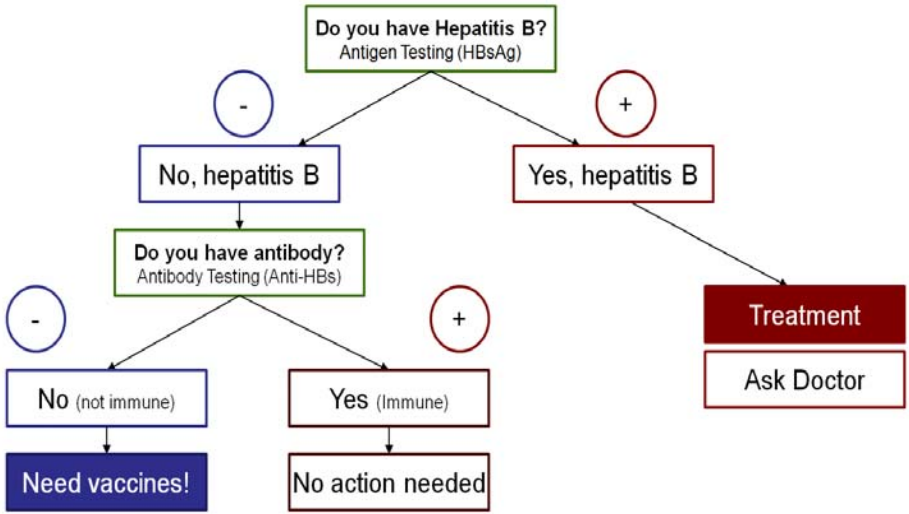 Do you have Hepatitis B?
Antigen Testing (HBsAg)
-
+
No, hepatitis B
Yes, hepatitis B
Do you have antibody?
Antibody Testing (Anti-HBs)
-
+
Treatment
Ask Doctor
No (not immune)
Yes (Immune)
Need vaccines!
No action needed